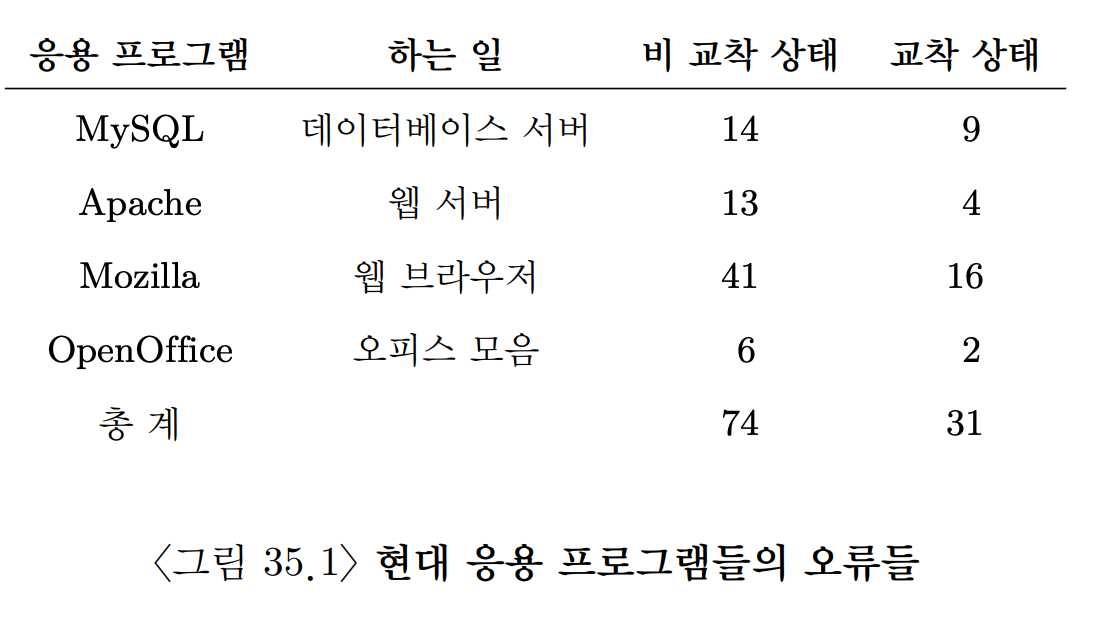 응용 프로그램 하는 일 비 교착 상태 교착 상태
MySQL 데이터베이스 서버 14 9
Apache 웹 서버 13 4
Mozilla 웹 브라우저 41 16
OpenOffice 오피스 모음 6 2
총 계 74 31
〈그림 35.1〉 현대 응용 프로그램들의 오류들